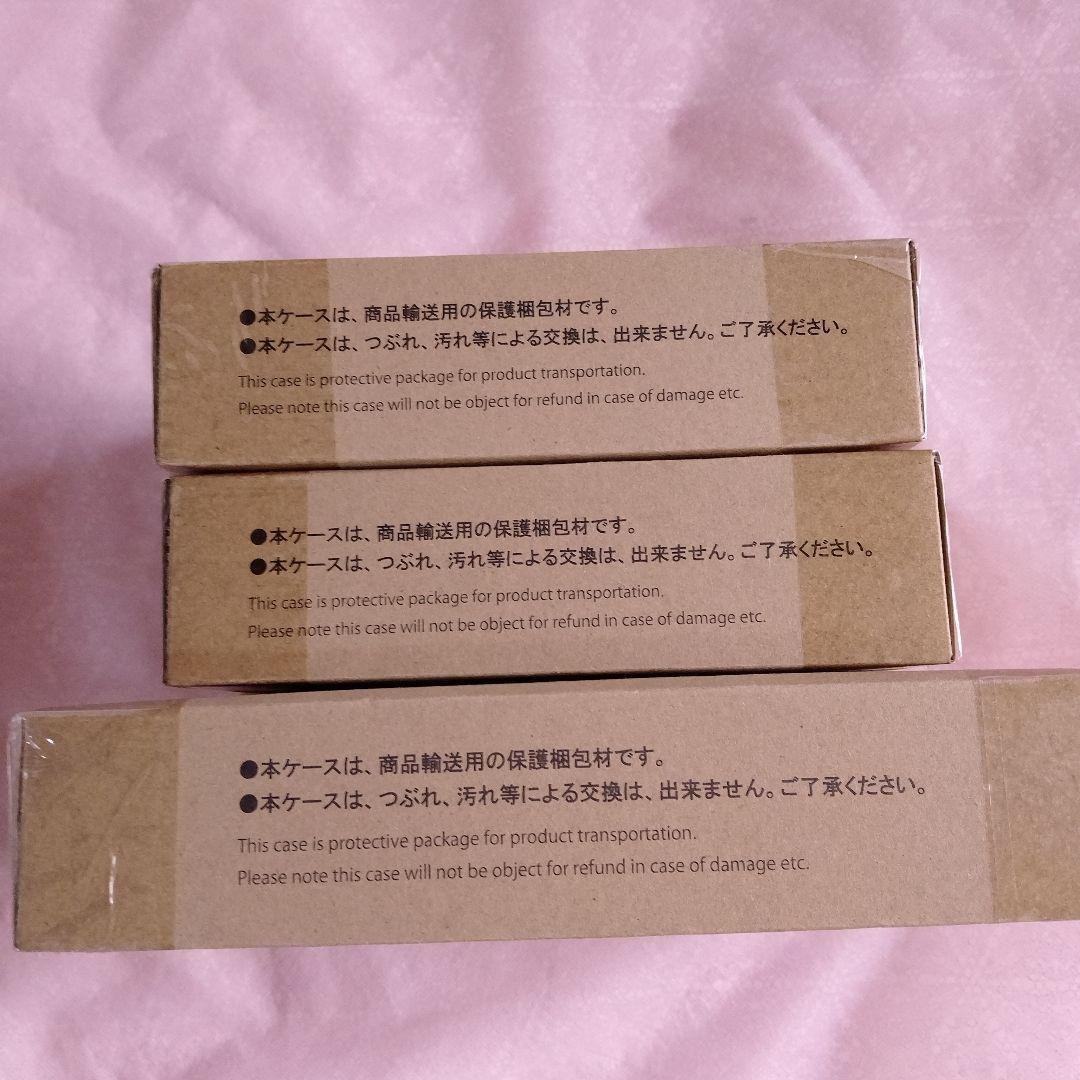 ●本ケースは、商品輸送用の保護梱包材です。
●本ケースは、つぶれ、汚れ等による交換は、出来ません。ご了承ください。
This case is protective package for product transportation.
Please note this case will not be object for refund in case of damage etc.
●本ケースは、商品輸送用の保護梱包材です。
●本ケースは、つぶれ、汚れ等による交換は、出来ません。ご了承ください。
This case is protective package for product transportation.
Please note this case will not be object for refund in case of damage etc.
●本ケースは、商品輸送用の保護梱包材です。
●本ケースは、つぶれ、汚れ等による交換は、出来ません。ご了承ください。
This case is protective package for product transportation.
Please note this case will not be object for refund in case of damage etc.